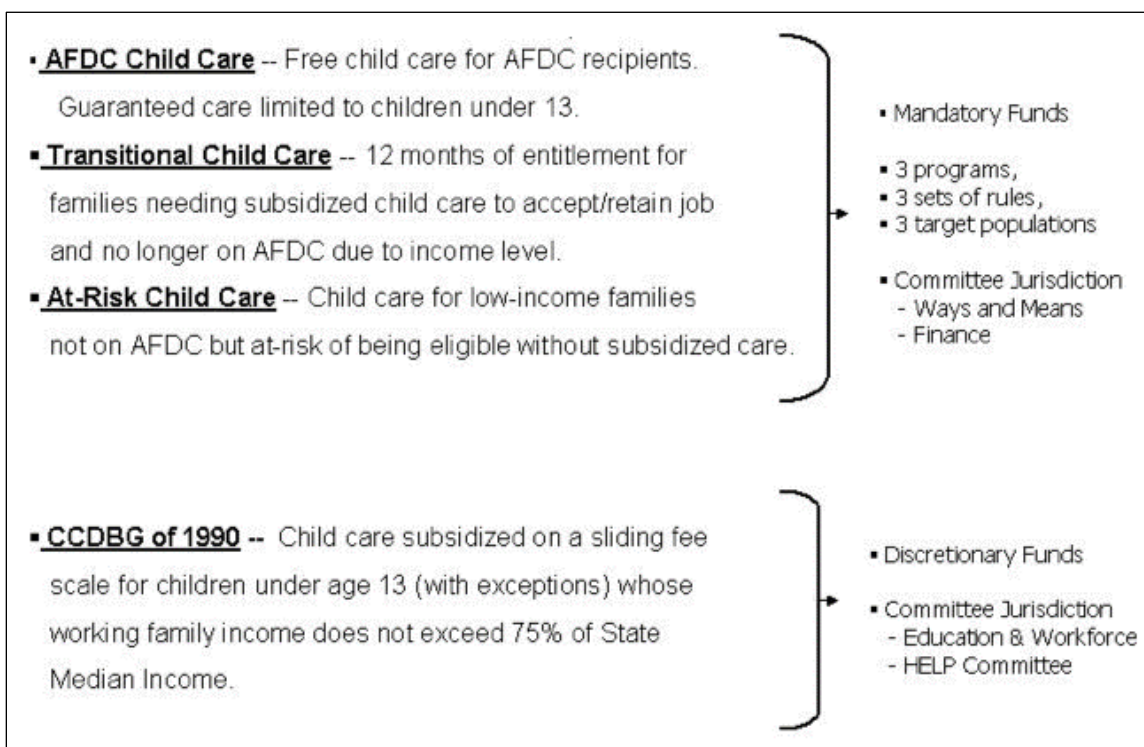 ▪ AFDC Child Care -- Free child care for AFDC recipients.
Guaranteed care limited to children under 13.
▪ Transitional Child Care -- 12 months of entitlement for
families needing subsidized child care to accept/retain job
and no longer on AFDC due to income level.
▪ At-Risk Child Care -- Child care for low-income families
not on AFDC but at-risk of being eligible without subsidized care.
▪ Mandatory Funds
▪ 3 programs,
▪ 3 sets of rules,
▪ 3 target populations
▪ Committee Jurisdiction
- Ways and Means
- Finance
▪ CCDBG of 1990 -- Child care subsidized on a sliding fee
scale for children under age 13 (with exceptions) whose
working family income does not exceed 75% of State
Median Income.
▪ Discretionary Funds
▪ Committee Jurisdiction
- Education & Workforce
- HELP Committee